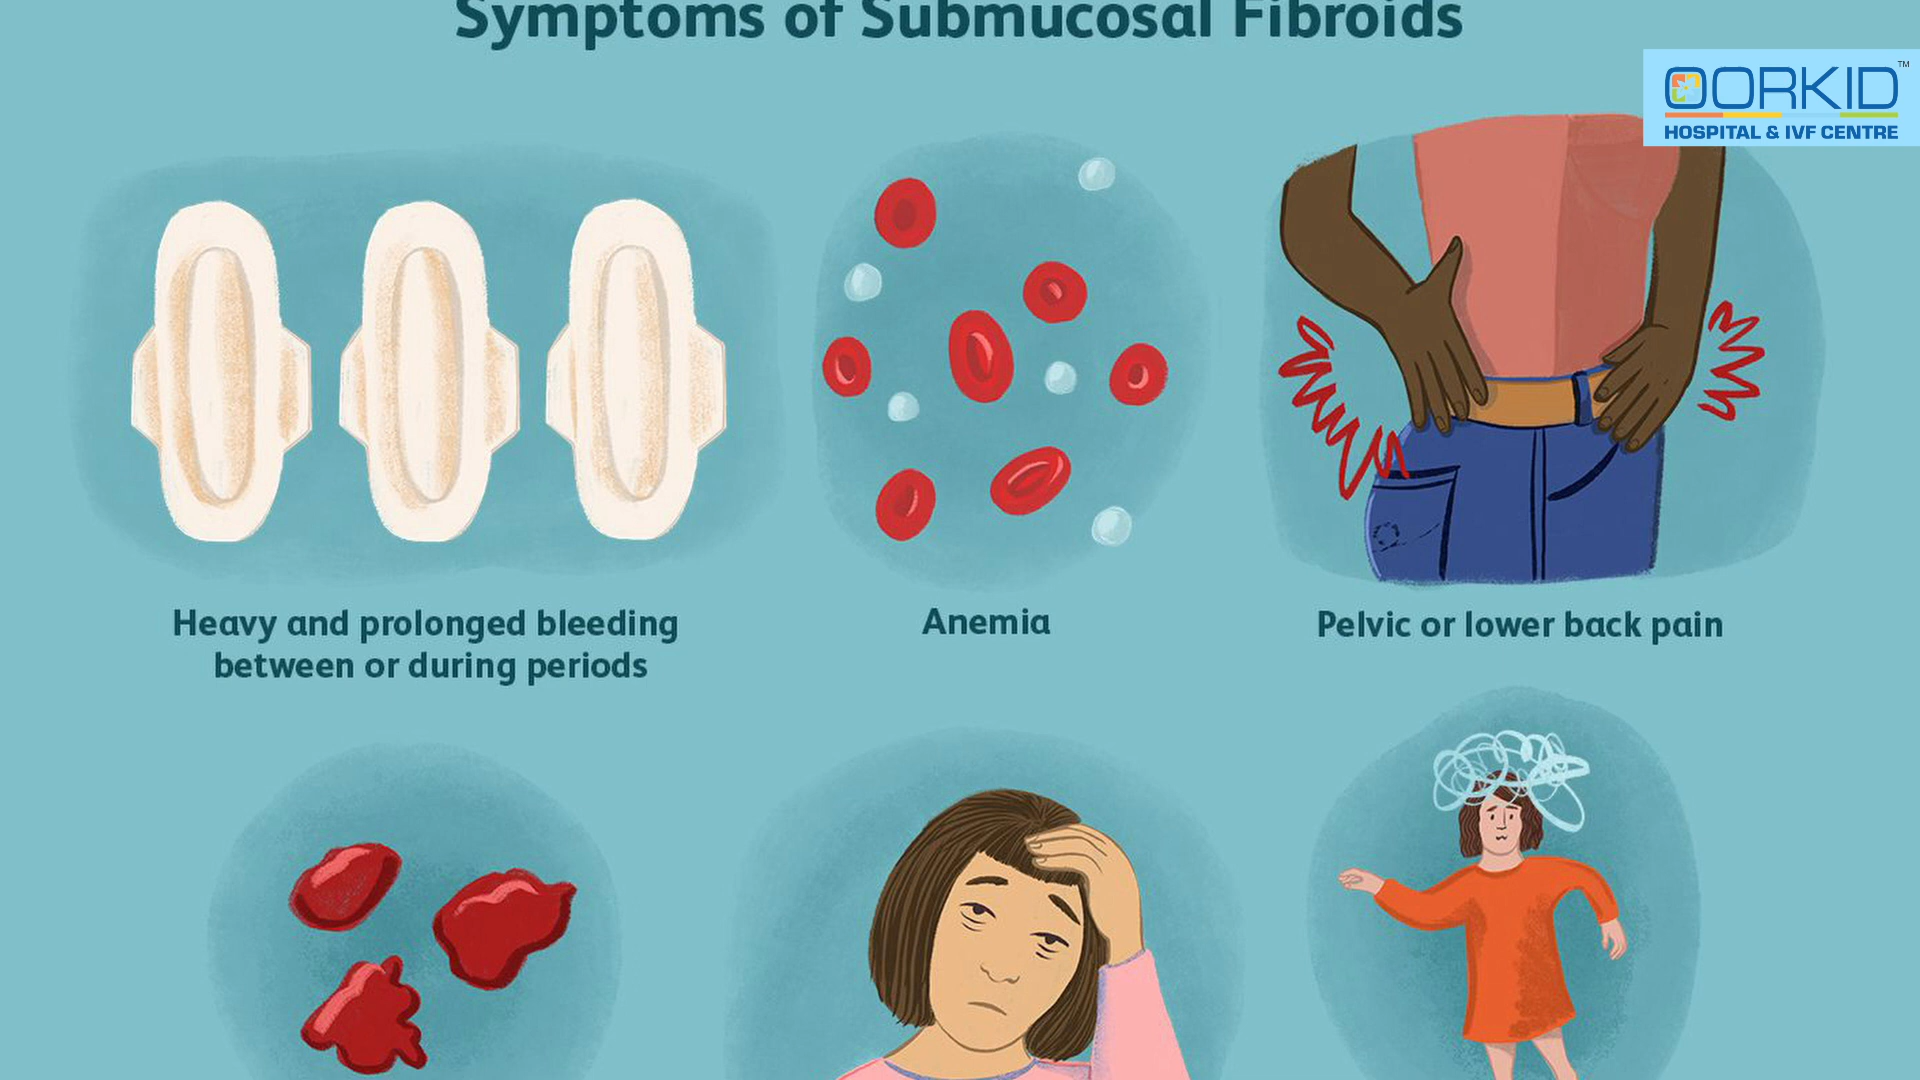 Symptoms of Submucosal Fibroids
OORKID
TM
HOSPITAL & IVF CENTRE
Heavy and prolonged bleeding
between or during periods
Anemia
Pelvic or lower back pain